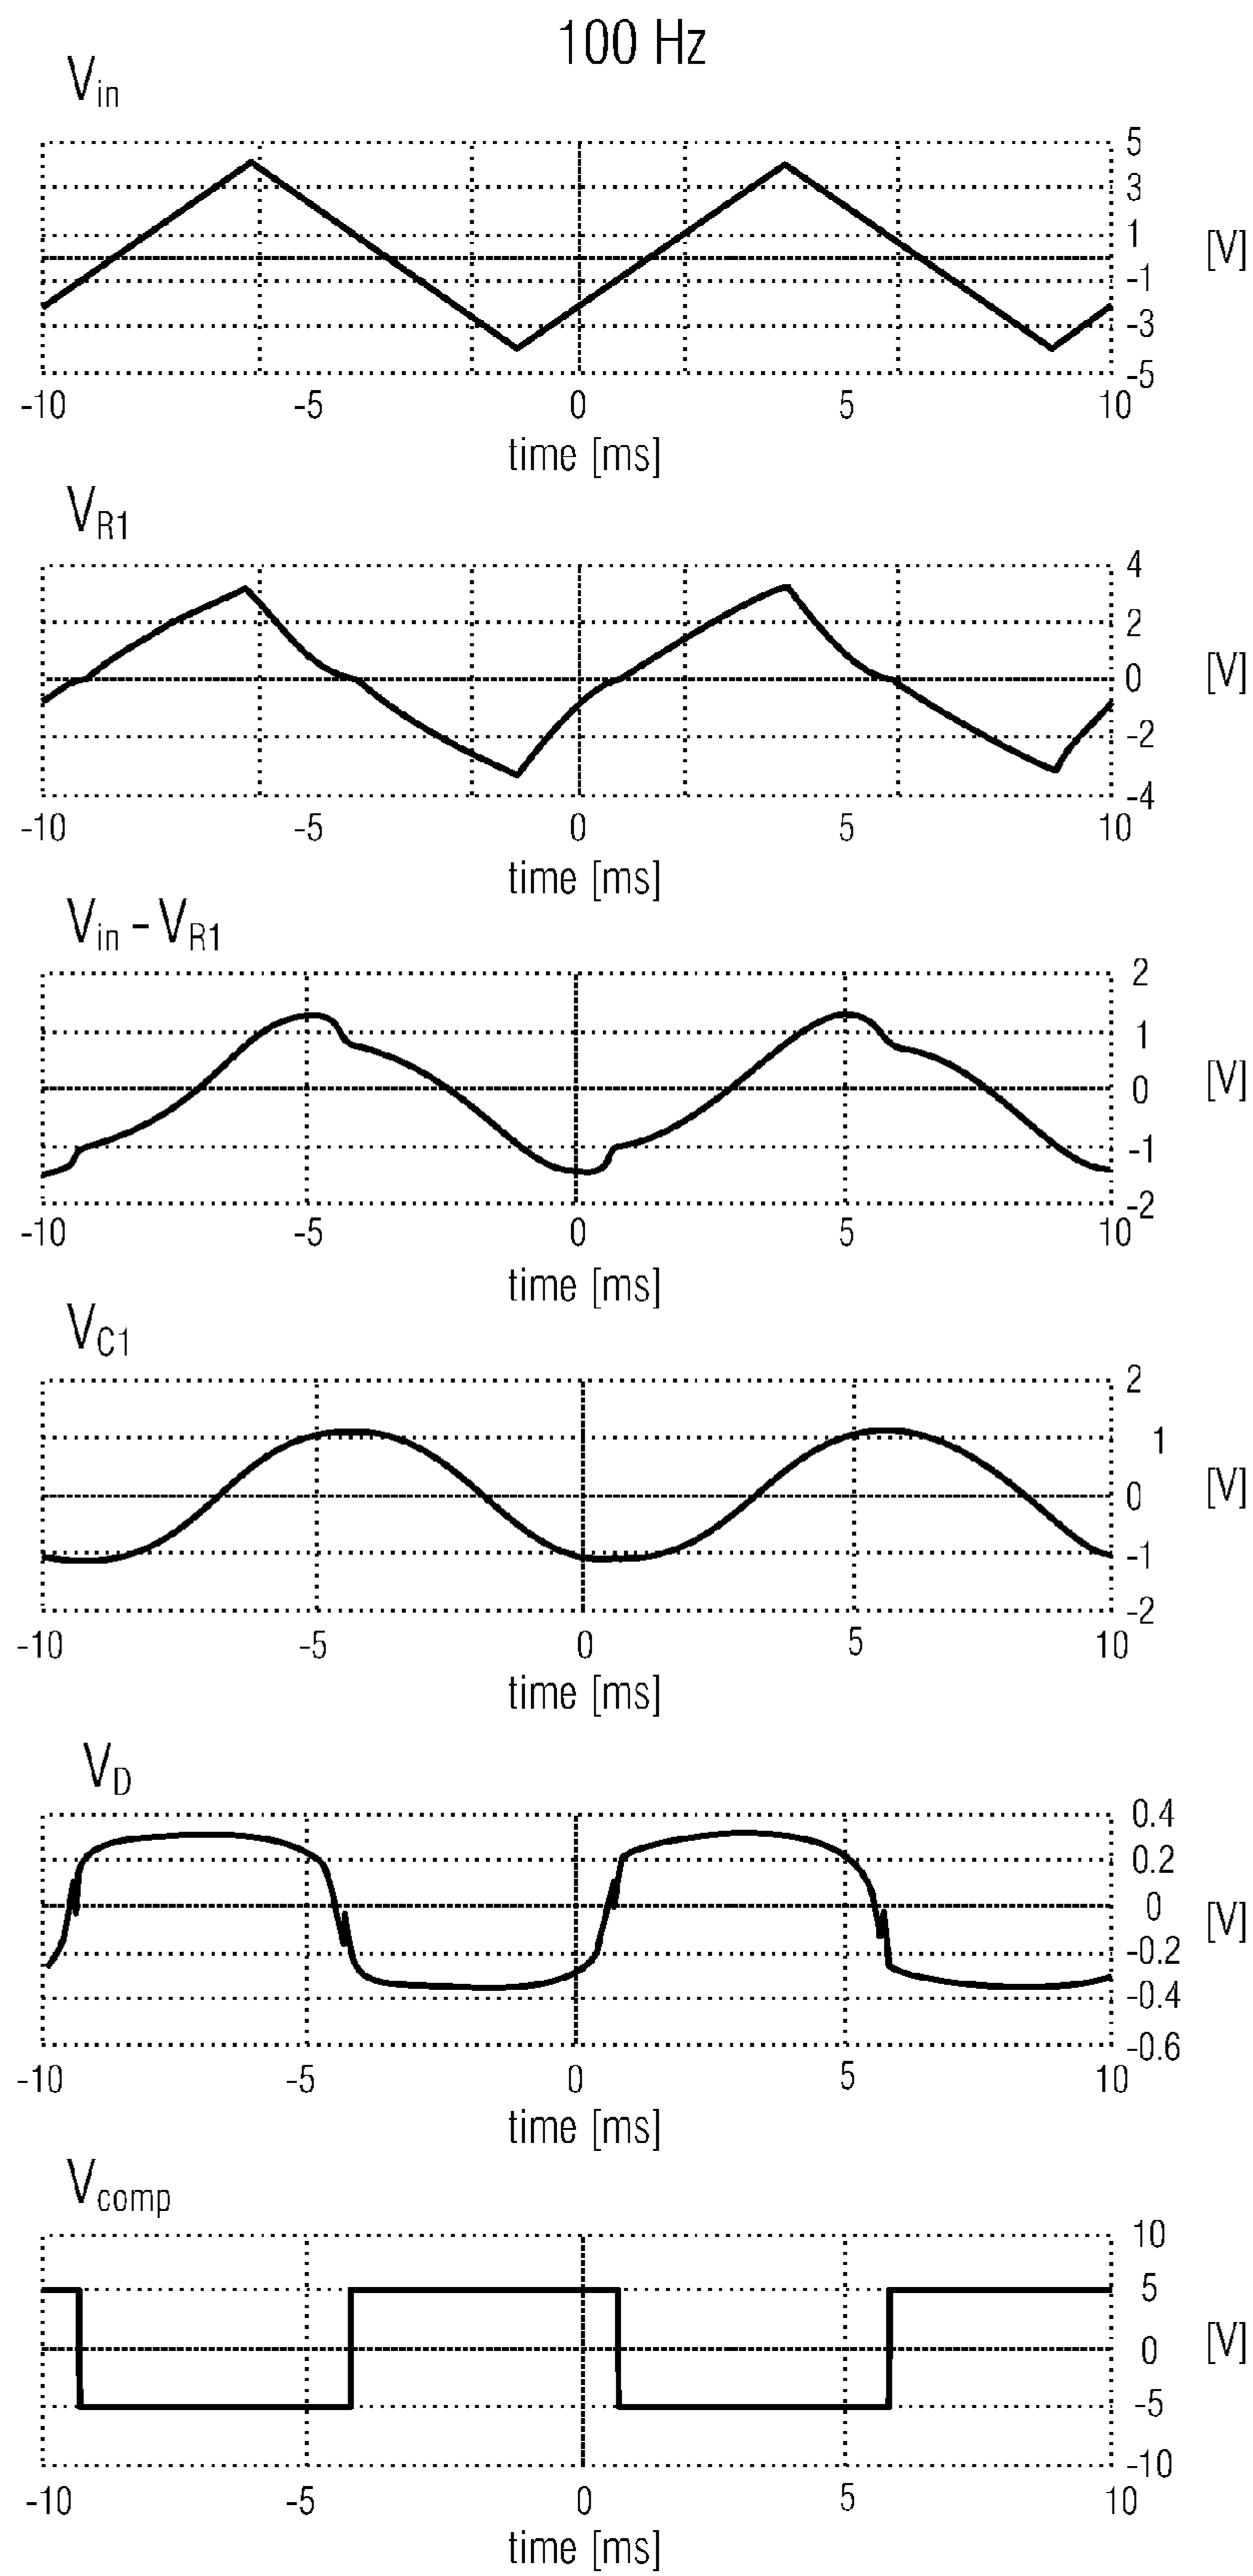 100 Hz
V_in
5
3
1
-1
-3
-5
[V]
-10 -5 0 5 10
time [ms]
V_R1
4
2
0
-2
-4
[V]
-10 -5 0 5 10
time [ms]
V_in - V_R1
2
1
0
-1
-2
[V]
-10 -5 0 5 10
time [ms]
V_C1
2
1
0
-1
-2
[V]
-10 -5 0 5 10
time [ms]
V_D
0.4
0.2
0
-0.2
-0.4
-0.6
[V]
-10 -5 0 5 10
time [ms]
V_comp
10
5
0
-5
-10
[V]
-10 -5 0 5 10
time [ms]